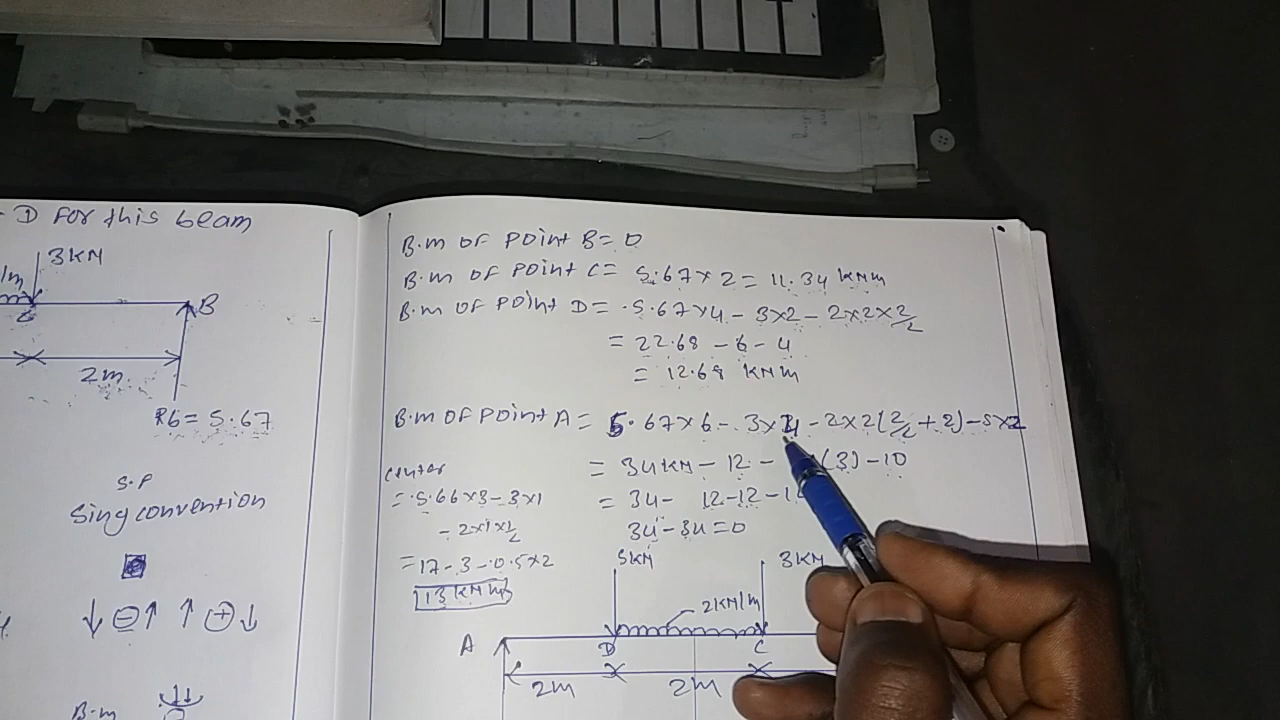 D For this beam
3KN
/m
C
B
2m
Rb = 5.67
S.F
Sing convention
↓ ⊖ ↑ ↑ ⊕ ↓
B.m
B.m OF Point B = 0
B.m OF Point C = 5.67×2 = 11.34 KNm
B.m OF Point D = 5.67×4 - 3×2 - 2×2×2/2
= 22.68 - 6 - 4
= 12.68 KNm
B.m OF Point A = 5.67×6 - 3×4 - 2×2(2/2+2) - 5×2
= 34KN - 12 - (3) - 10
= 34 - 12 - 12 - 1
34 - 34 = 0
center
= 5.66×3 - 3×1
- 2×1×1/2
= 17 - 3 - 0.5×2
13 KNm
5KN
3KN
2KN/m
A
D
C
2m
2m